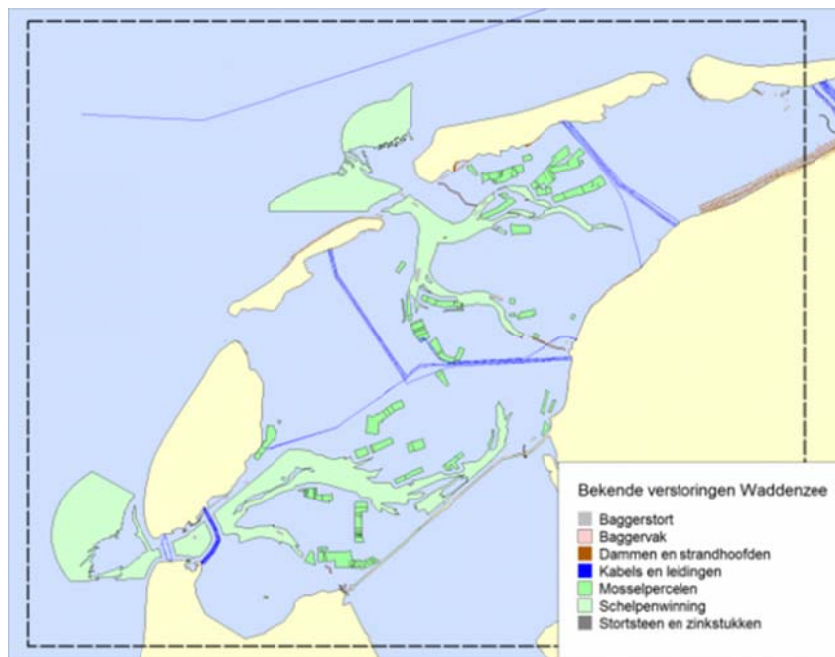 Bekende verstoringen Waddenzee
Baggerstort
Baggervak
Dammen en strandhoofden
Kabels en leidingen
Mosselpercelen
Schelpenwinning
Stortsteen en zinkstukken